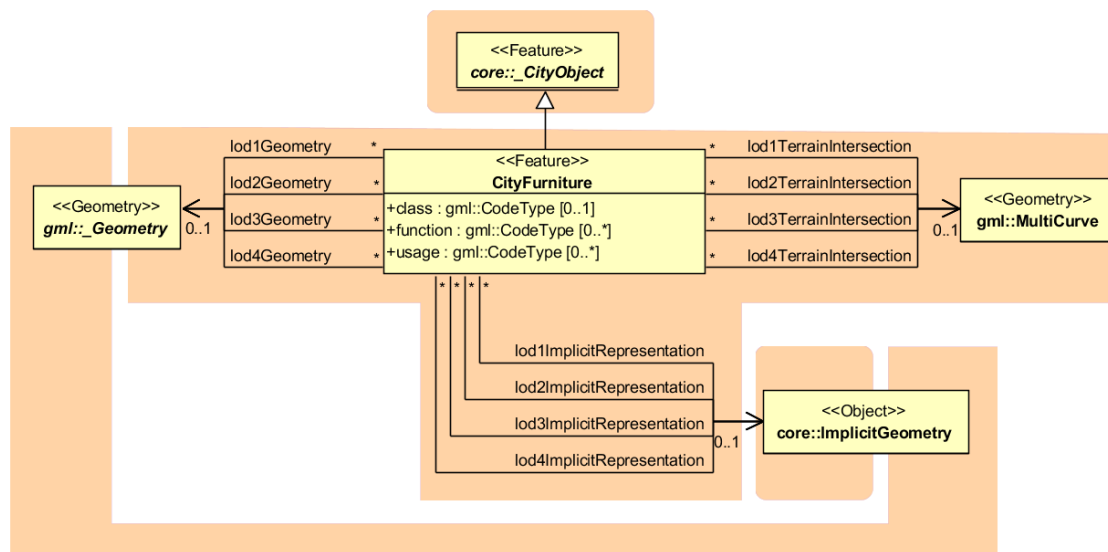 <<Feature>>
core::_CityObject
lod1Geometry *
lod2Geometry *
lod3Geometry *
lod4Geometry *
<<Geometry>>
gml::_Geometry
0..1
<<Feature>>
CityFurniture
+class : gml::CodeType [0..1]
+function : gml::CodeType [0..*]
+usage : gml::CodeType [0..*]
* lod1TerrainIntersection
* lod2TerrainIntersection
* lod3TerrainIntersection
* lod4TerrainIntersection
<<Geometry>>
gml::MultiCurve
0..1
* * * *
lod1ImplicitRepresentation
lod2ImplicitRepresentation
lod3ImplicitRepresentation
lod4ImplicitRepresentation
0..1
<<Object>>
core::ImplicitGeometry